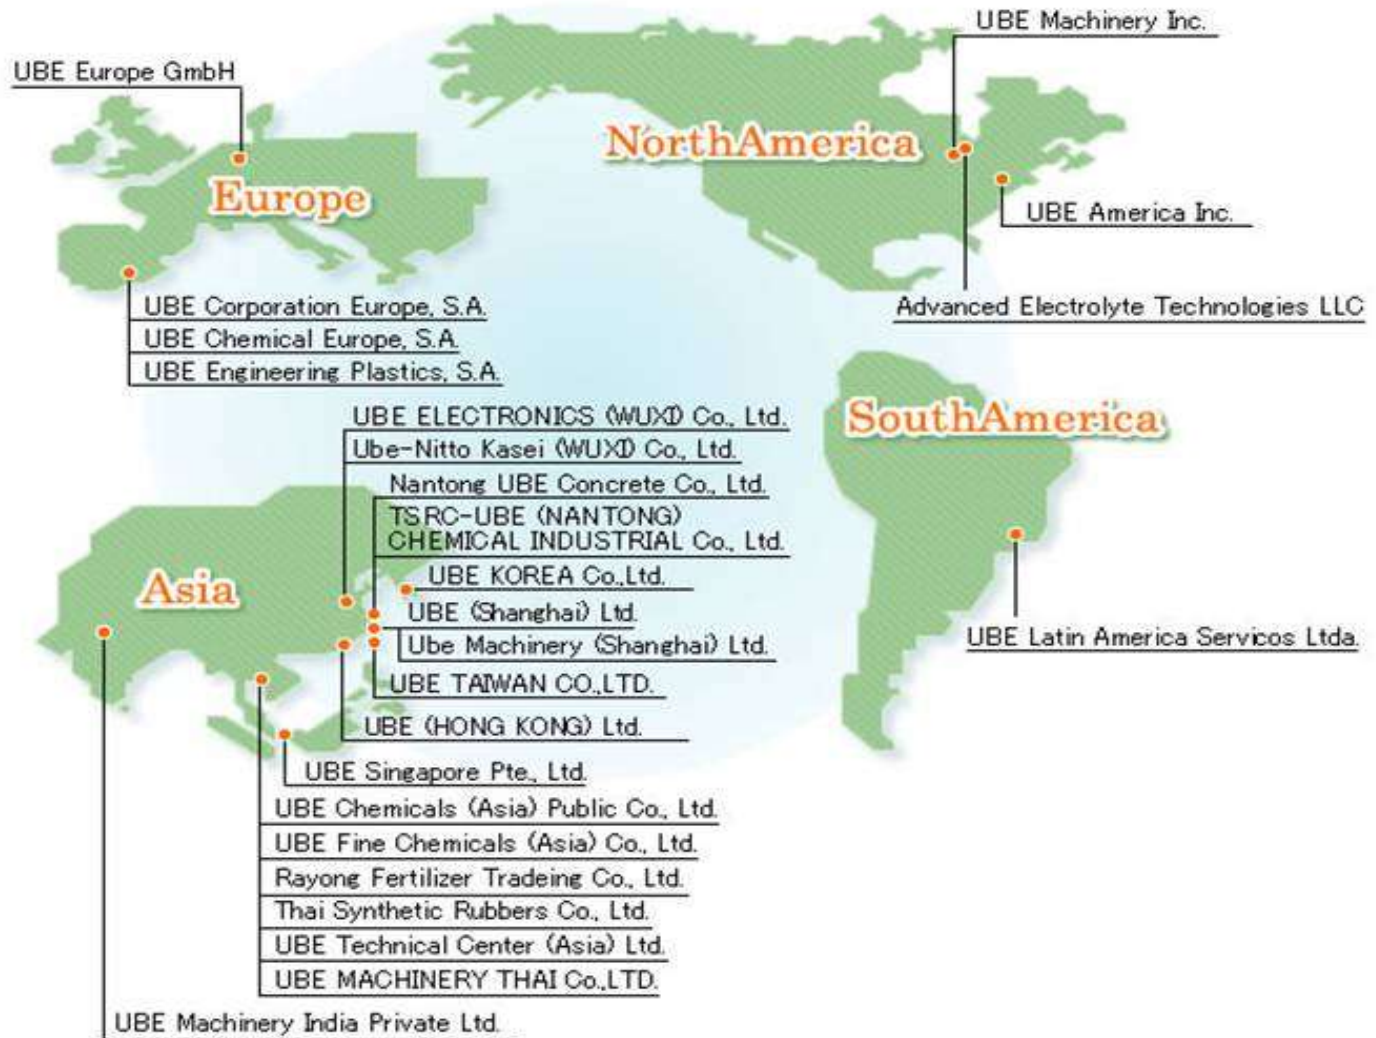 UBE Machinery Inc.
UBE Europe GmbH
NorthAmerica
Europe
UBE America Inc.
UBE Corporation Europe, S.A.
Advanced Electrolyte Technologies LLC
UBE Chemical Europe, S.A.
UBE Engineering Plastics, S.A.
SouthAmerica
UBE ELECTRONICS (WUXI) Co., Ltd.
Ube-Nitto Kasei (WUXI) Co., Ltd.
Nantong UBE Concrete Co., Ltd.
TSRC-UBE (NANTONG)
CHEMICAL INDUSTRIAL Co., Ltd.
Asia
UBE KOREA Co.,Ltd.
UBE (Shanghai) Ltd.
Ube Machinery (Shanghai) Ltd.
UBE Latin America Servicos Ltda.
UBE TAIWAN CO.,LTD.
UBE (HONG KONG) Ltd.
UBE Singapore Pte., Ltd.
UBE Chemicals (Asia) Public Co., Ltd.
UBE Fine Chemicals (Asia) Co., Ltd.
Rayong Fertilizer Tradeing Co., Ltd.
Thai Synthetic Rubbers Co., Ltd.
UBE Technical Center (Asia) Ltd.
UBE MACHINERY THAI Co.,LTD.
UBE Machinery India Private Ltd.